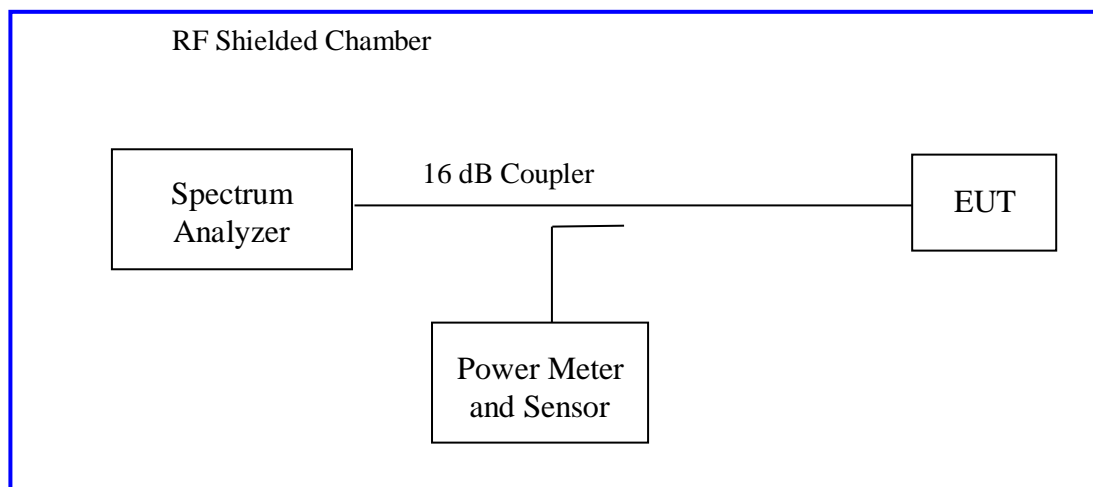 RF Shielded Chamber
16 dB Coupler
Spectrum
Analyzer
EUT
Power Meter
and Sensor